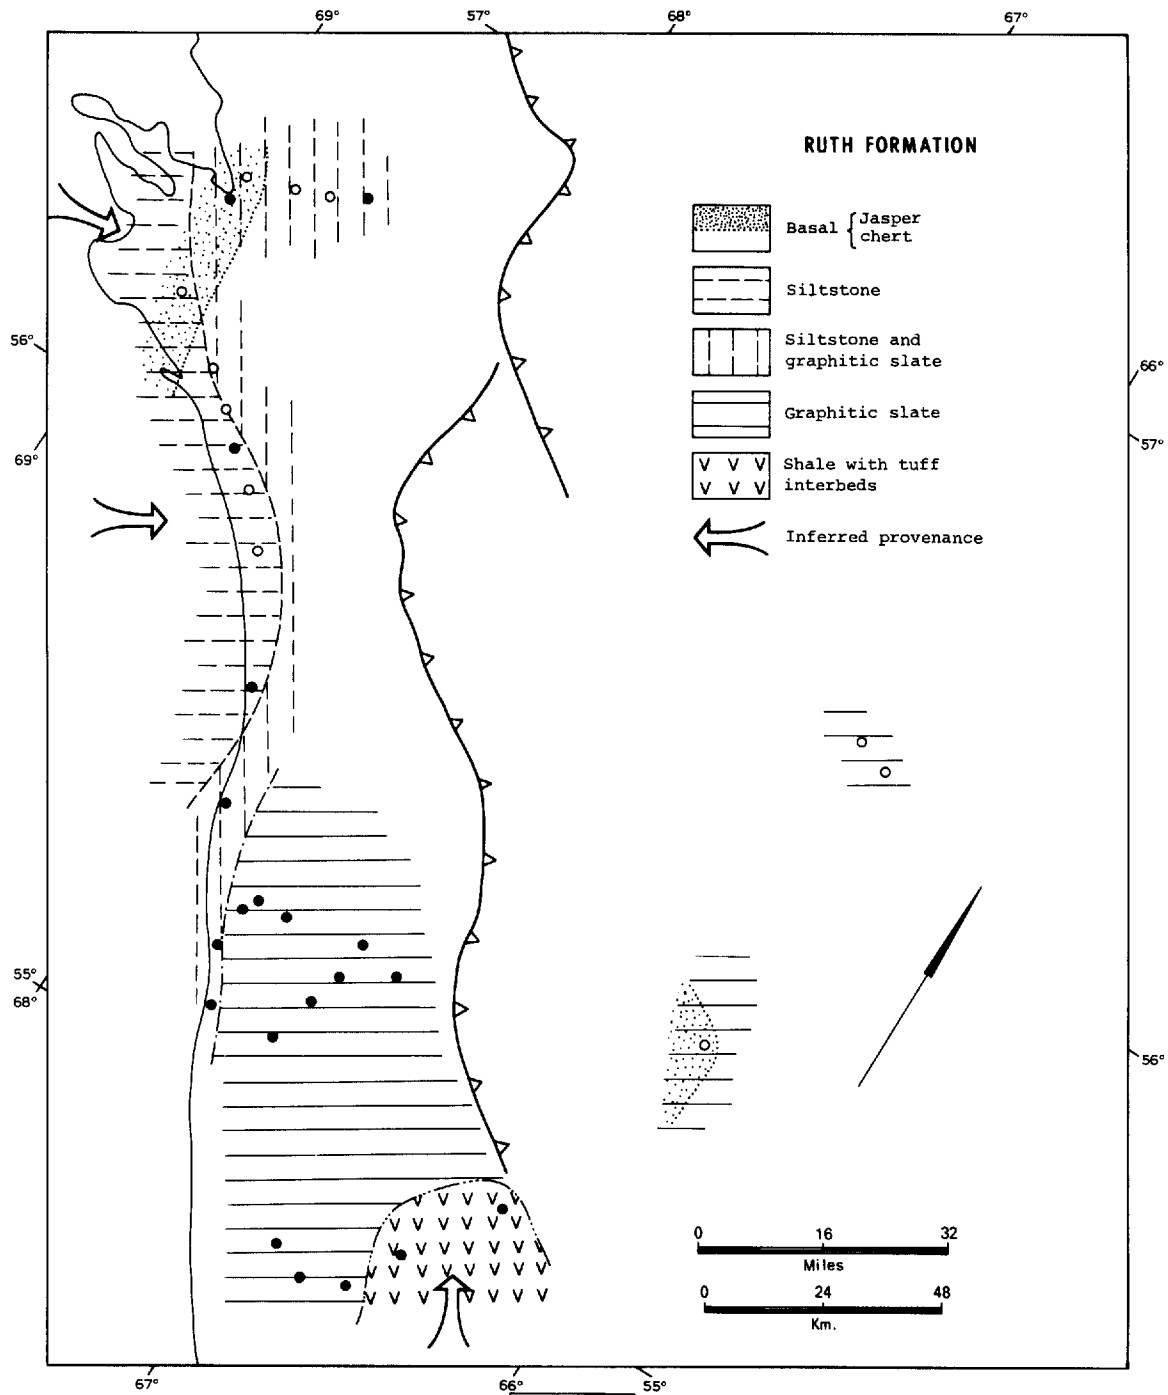 69° 57° 68° 67°
RUTH FORMATION
Basal { Jasper
chert
Siltstone
Siltstone and
graphitic slate
Graphitic slate
V V V
V V V
Shale with tuff
interbeds
Inferred provenance
56°
69°
66°
57°
55°
68°
56°
0 16 32
Miles
0 24 48
Km.
67° 66° 55°